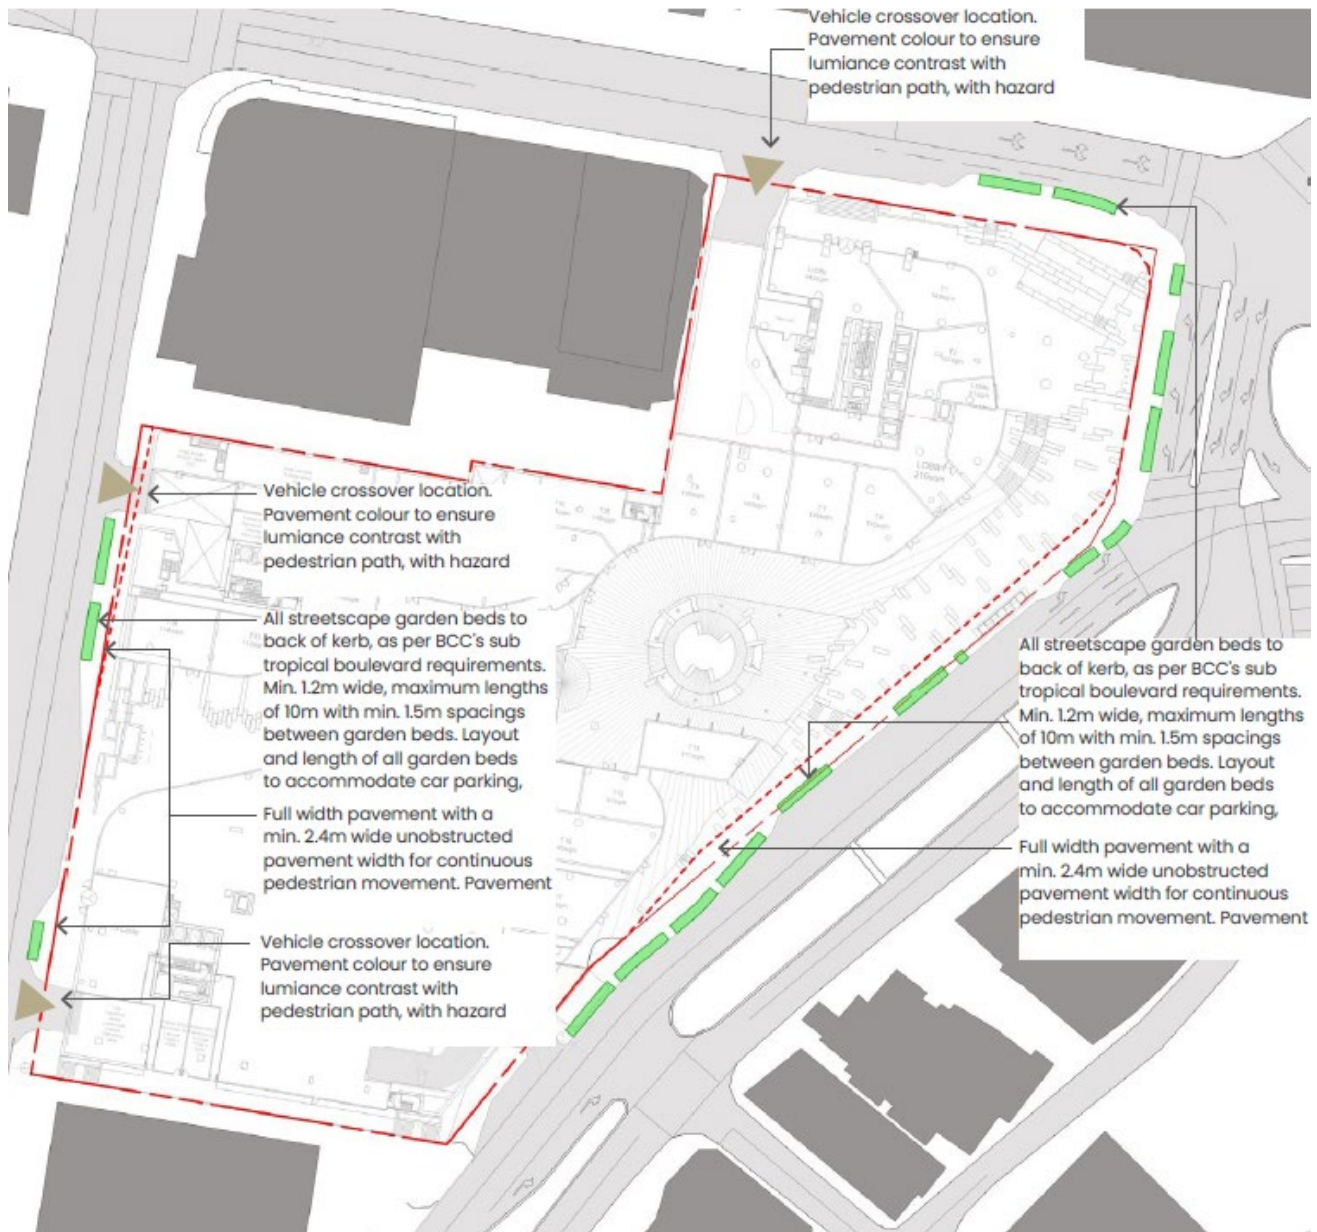 Vehicle crossover location.
Pavement colour to ensure
lumiance contrast with
pedestrian path, with hazard
LOBBY
Vehicle crossover location.
Pavement colour to ensure
lumiance contrast with
pedestrian path, with hazard
All streetscape garden beds to
back of kerb, as per BCC's sub
tropical boulevard requirements.
Min. 1.2m wide, maximum lengths
of 10m with min. 1.5m spacings
between garden beds. Layout
and length of all garden beds
to accommodate car parking,
Full width pavement with a
min. 2.4m wide unobstructed
pavement width for continuous
pedestrian movement. Pavement
Vehicle crossover location.
Pavement colour to ensure
lumiance contrast with
pedestrian path, with hazard
All streetscape garden beds to
back of kerb, as per BCC's sub
tropical boulevard requirements.
Min. 1.2m wide, maximum lengths
of 10m with min. 1.5m spacings
between garden beds. Layout
and length of all garden beds
to accommodate car parking,
Full width pavement with a
min. 2.4m wide unobstructed
pavement width for continuous
pedestrian movement. Pavement